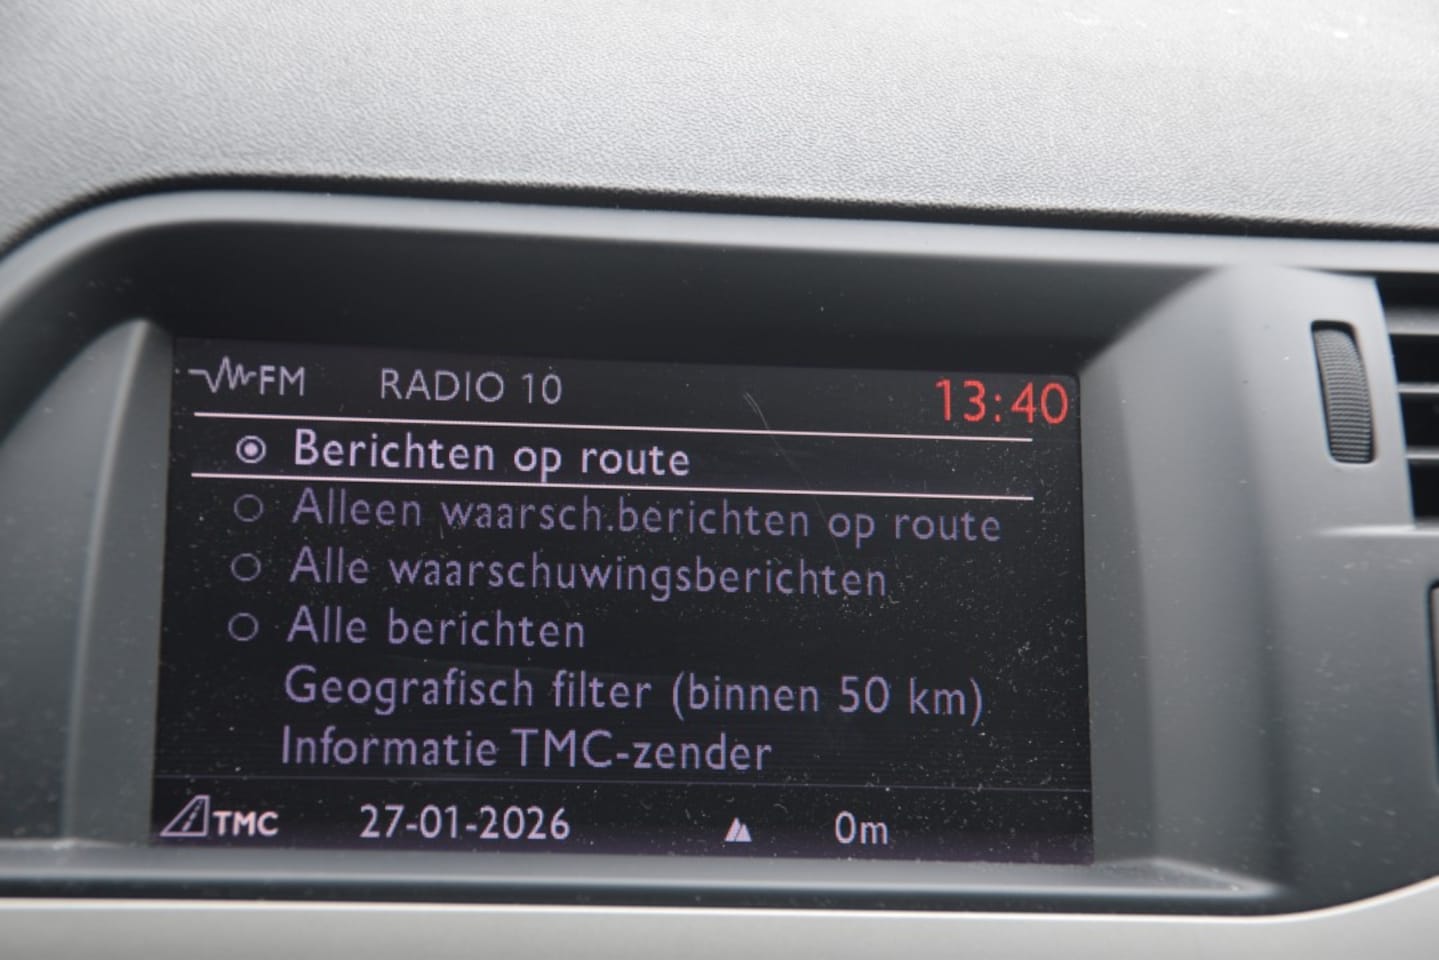 FM RADIO 10 13:40
Berichten op route
Alleen waarsch.berichten op route
Alle waarschuwingsberichten
Alle berichten
Geografisch filter (binnen 50 km)
Informatie TMC-zender
TMC 27-01-2026 0m